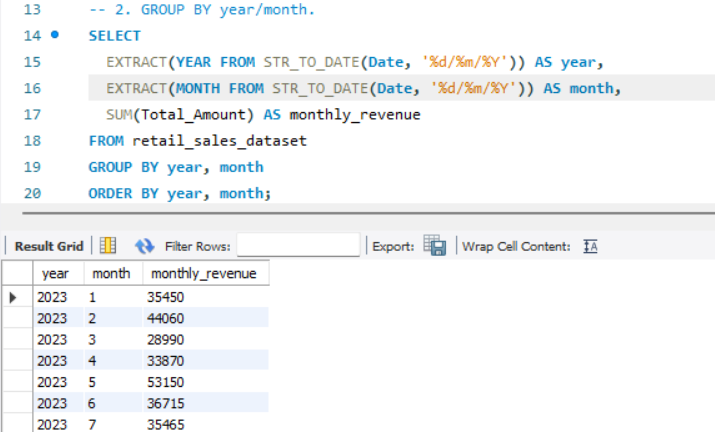 13 -- 2. GROUP BY year/month.
14 SELECT
15 EXTRACT(YEAR FROM STR_TO_DATE(Date, '%d/%m/%Y')) AS year,
16 EXTRACT(MONTH FROM STR_TO_DATE(Date, '%d/%m/%Y')) AS month,
17 SUM(Total_Amount) AS monthly_revenue
18 FROM retail_sales_dataset
19 GROUP BY year, month
20 ORDER BY year, month;
Result Grid Filter Rows: Export: Wrap Cell Content: IA
year month monthly_revenue
2023 1 35450
2023 2 44060
2023 3 28990
2023 4 33870
2023 5 53150
2023 6 36715
2023 7 35465